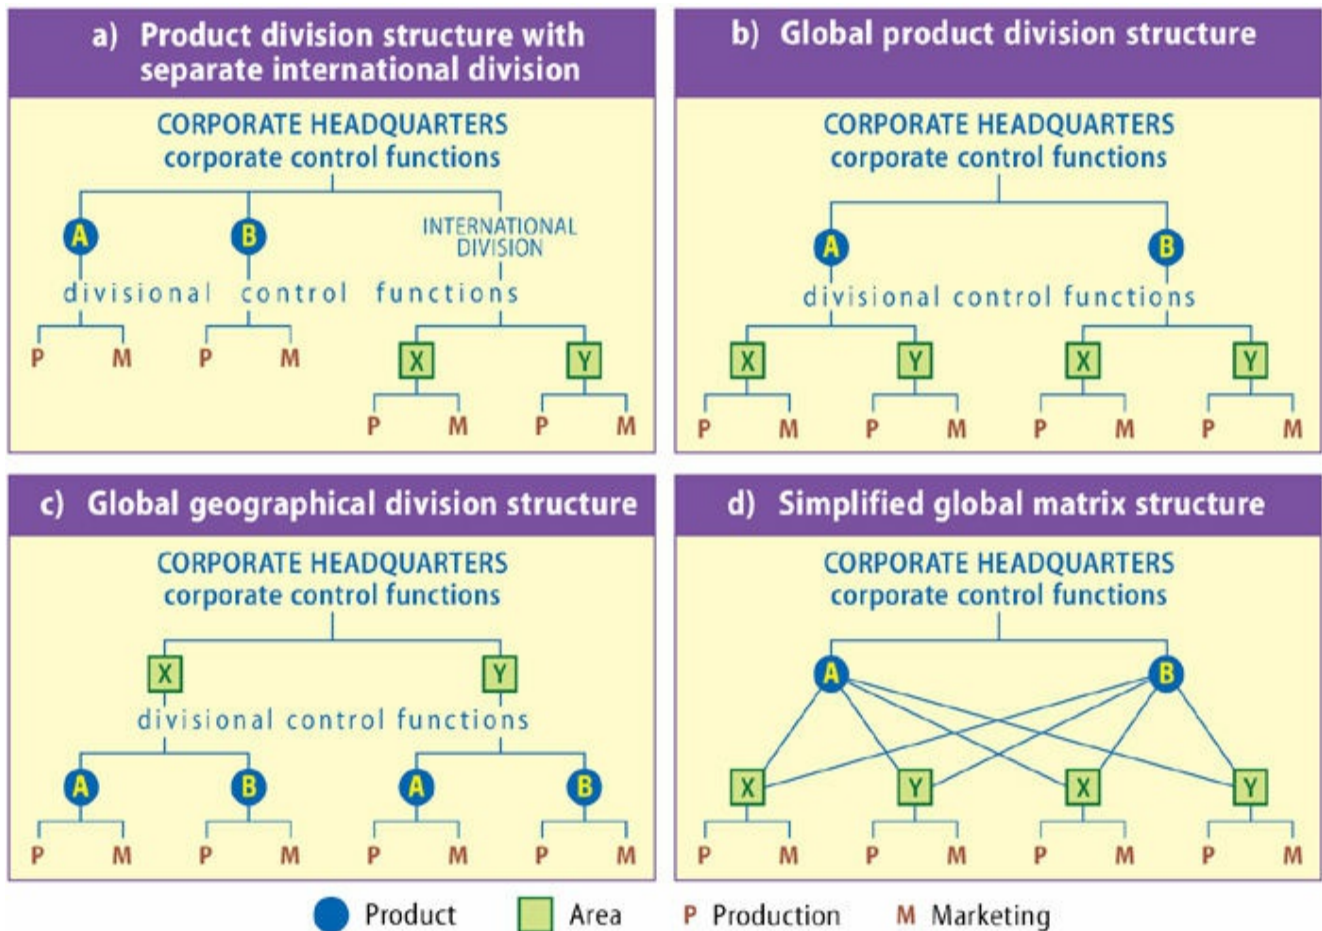 a) Product division structure with
separate international division
CORPORATE HEADQUARTERS
corporate control functions
A B INTERNATIONAL
DIVISION
divisional control functions
P M P M
X Y
P M P M
b) Global product division structure
CORPORATE HEADQUARTERS
corporate control functions
A B
divisional control functions
X Y X Y
P M P M P M P M
c) Global geographical division structure
CORPORATE HEADQUARTERS
corporate control functions
X Y
divisional control functions
A B A B
P M P M P M P M
d) Simplified global matrix structure
CORPORATE HEADQUARTERS
corporate control functions
A B
X Y X Y
P M P M P M P M
Product Area P Production M Marketing